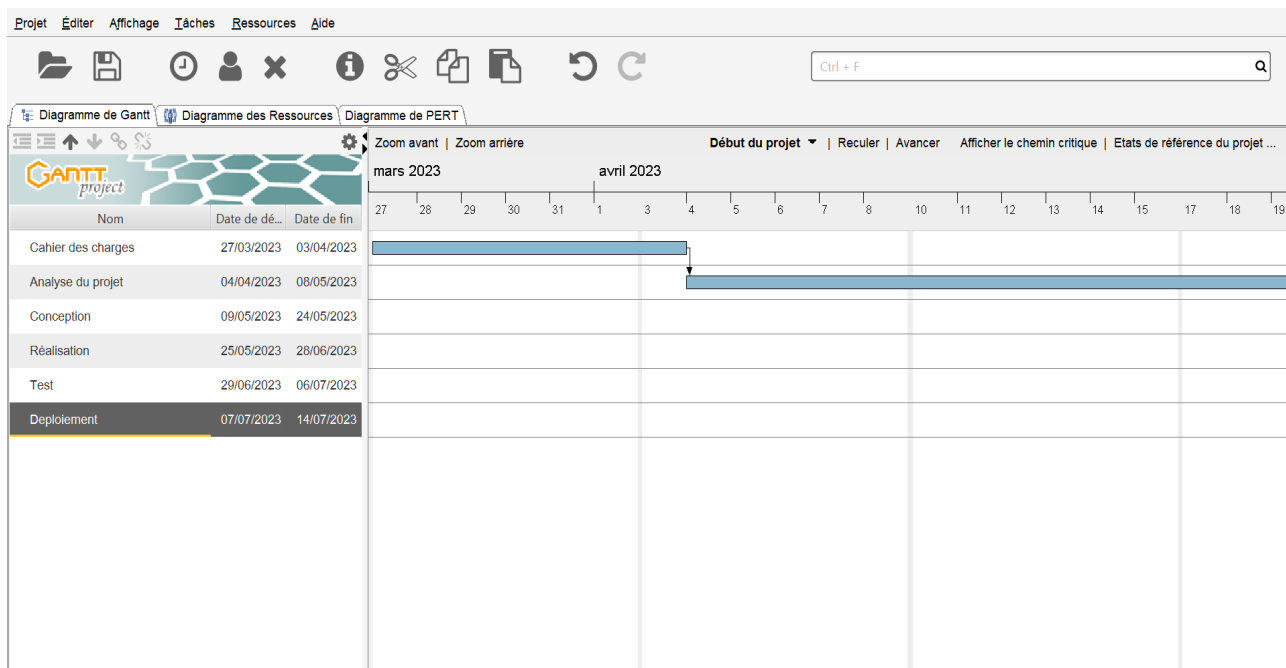 Projet Éditer Affichage Tâches Ressources Aide
Ctrl + F
Diagramme de Gantt Diagramme des Ressources Diagramme de PERT
Zoom avant | Zoom arrière Début du projet | Reculer | Avancer Afficher le chemin critique | Etats de référence du projet ...
GANTT project
mars 2023 avril 2023
27 28 29 30 31 1 3 4 5 6 7 8 10 11 12 13 14 15 17 18 19
Nom Date de dé... Date de fin
Cahier des charges 27/03/2023 03/04/2023
Analyse du projet 04/04/2023 08/05/2023
Conception 09/05/2023 24/05/2023
Réalisation 25/05/2023 28/06/2023
Test 29/06/2023 06/07/2023
Deploiement 07/07/2023 14/07/2023